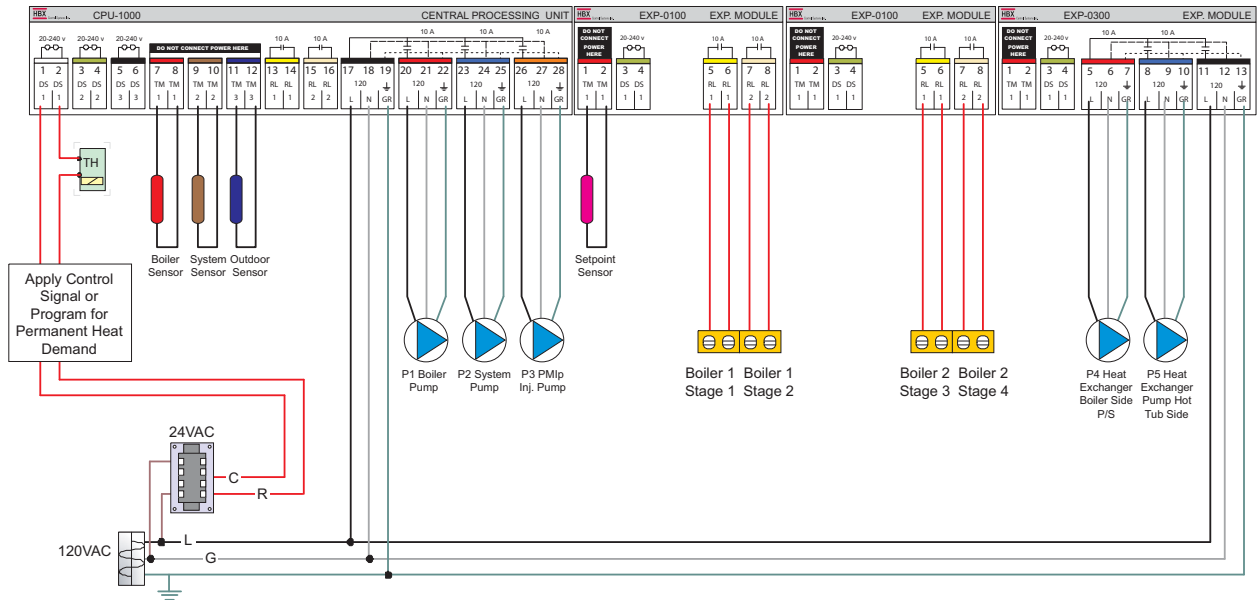 HBX CPU-1000 CENTRAL PROCESSING UNIT
20-240 v 20-240 v 20-240 v DO NOT CONNECT POWER HERE 10 A 10 A 10 A 10 A 10 A
1 2 3 4 5 6 7 8 9 10 11 12 13 14 15 16 17 18 19 20 21 22 23 24 25 26 27 28
DS DS DS DS DS DS TM TM TM TM TM TM RL RL RL RL 120 120 120 120
1 1 2 2 3 3 1 1 2 2 3 3 1 1 2 2 L N GR L N GR L N GR L N GR
HBX EXP-0100 EXP. MODULE
DO NOT
CONNECT
POWER
HERE
20-240 v 10 A 10 A
1 2 3 4 5 6 7 8
TM TM DS DS RL RL RL RL
1 1 1 1 1 1 2 2
HBX EXP-0100 EXP. MODULE
DO NOT
CONNECT
POWER
HERE
20-240 v 10 A 10 A
1 2 3 4 5 6 7 8
TM TM DS DS RL RL RL RL
1 1 1 1 1 1 2 2
HBX EXP-0300 EXP. MODULE
DO NOT
CONNECT
POWER
HERE
20-240 v 10 A 10 A
1 2 3 4 5 6 7 8 9 10 11 12 13
TM TM DS DS 120 120 120
1 1 1 1 L N GR L N GR L N GR
TH
Boiler
Sensor
System
Sensor
Outdoor
Sensor
Setpoint
Sensor
Apply Control
Signal or
Program for
Permanent Heat
Demand
P1 Boiler
Pump
P2 System
Pump
P3 PMIp
Inj. Pump
Boiler 1
Stage 1
Boiler 1
Stage 2
Boiler 2
Stage 3
Boiler 2
Stage 4
P4 Heat
Exchanger
Boiler Side
P/S
P5 Heat
Exchanger
Pump Hot
Tub Side
24VAC
C
R
120VAC
L
G